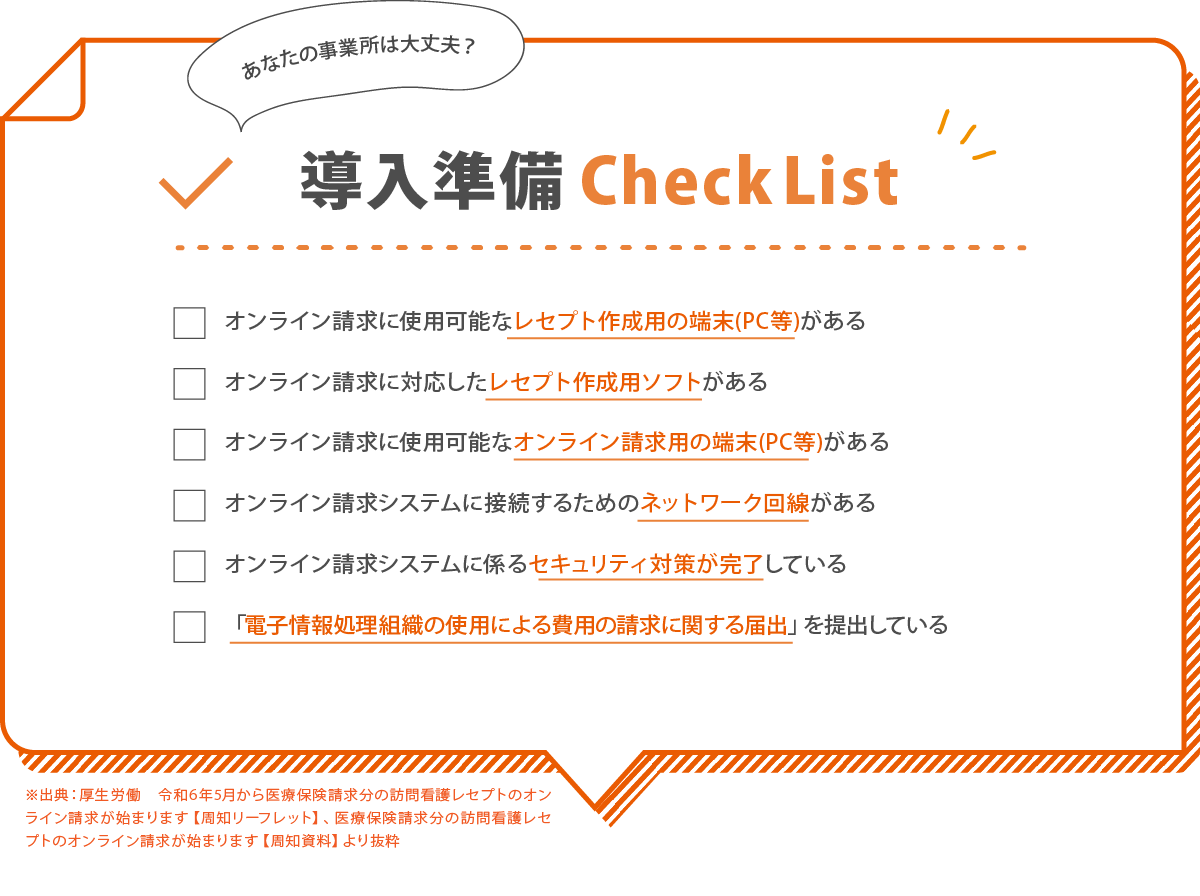 あなたの事業所は大丈夫？
導入準備 Check List
オンライン請求に使用可能なレセプト作成用の端末(PC等)がある
オンライン請求に対応したレセプト作成用ソフトがある
オンライン請求に使用可能なオンライン請求用の端末(PC等)がある
オンライン請求システムに接続するためのネットワーク回線がある
オンライン請求システムに係るセキュリティ対策が完了している
「電子情報処理組織の使用による費用の請求に関する届出」を提出している
※出典：厚生労働　令和6年5月から医療保険請求分の訪問看護レセプトのオン
ライン請求が始まります【周知リーフレット】、医療保険請求分の訪問看護レセ
プトのオンライン請求が始まります【周知資料】より抜粋